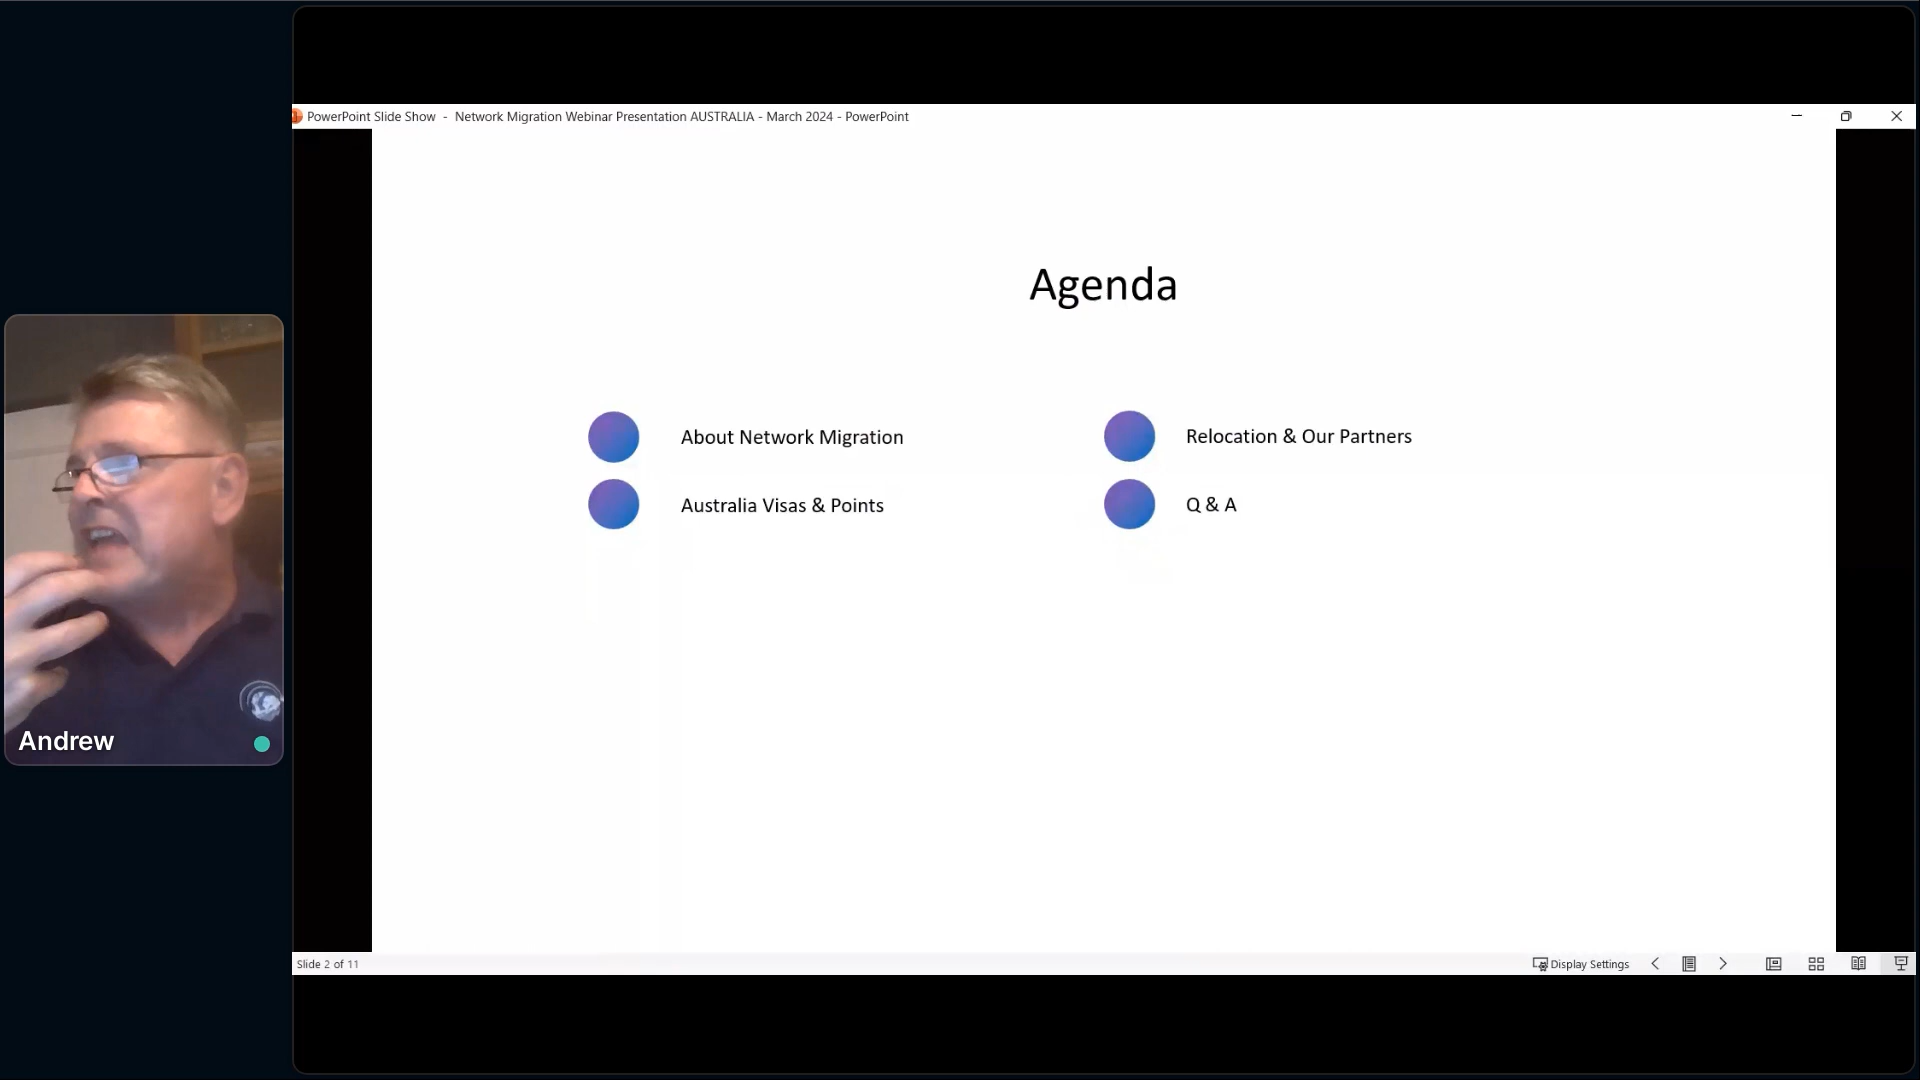 PowerPoint Slide Show - Network Migration Webinar Presentation AUSTRALIA - March 2024 - PowerPoint
Agenda
About Network Migration
Australia Visas & Points
Relocation & Our Partners
Q & A
Andrew
Slide 2 of 11
Display Settings